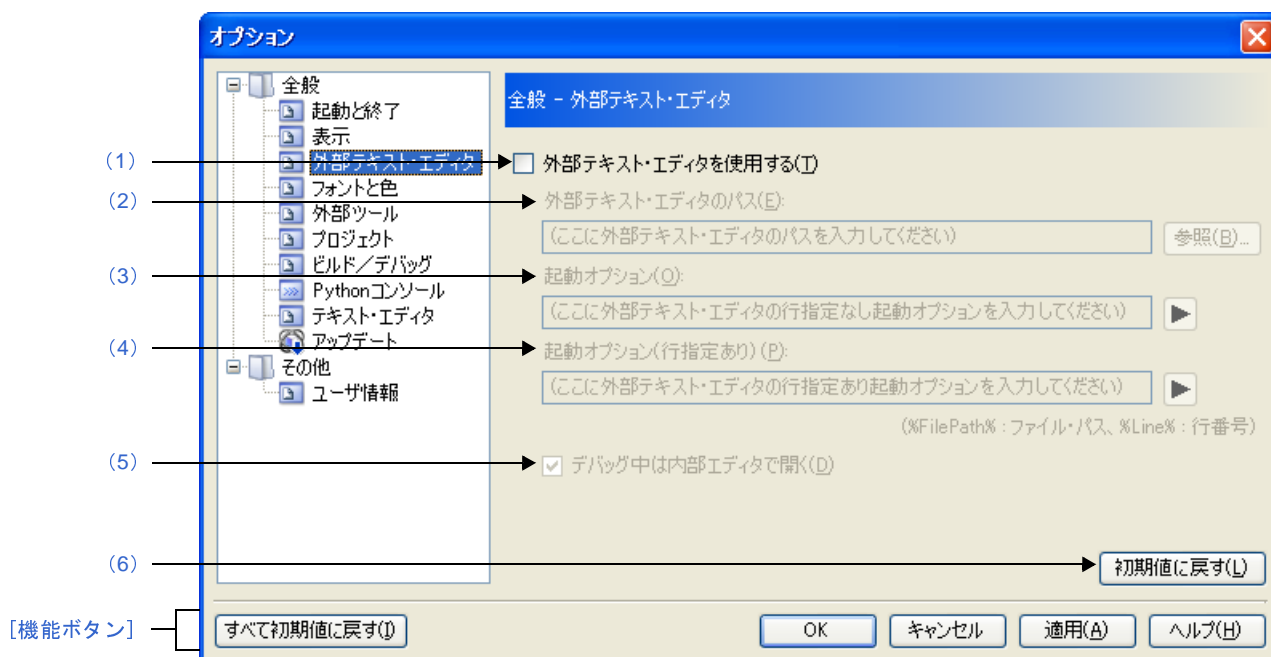 オプション
全般
起動と終了
表示
外部テキスト・エディタ
フォントと色
外部ツール
プロジェクト
ビルド／デバッグ
Pythonコンソール
テキスト・エディタ
アップデート
その他
ユーザ情報
全般 - 外部テキスト・エディタ
(1)
外部テキスト・エディタを使用する(T)
(2)
外部テキスト・エディタのパス(E):
(ここに外部テキスト・エディタのパスを入力してください)
参照(B)...
(3)
起動オプション(O):
(ここに外部テキスト・エディタの行指定なし起動オプションを入力してください)
(4)
起動オプション(行指定あり)(P):
(ここに外部テキスト・エディタの行指定あり起動オプションを入力してください)
(%FilePath% : ファイル・パス、%Line% : 行番号)
(5)
デバッグ中は内部エディタで開く(D)
(6)
初期値に戻す(L)
[機能ボタン]
すべて初期値に戻す(I)
OK
キャンセル
適用(A)
ヘルプ(H)